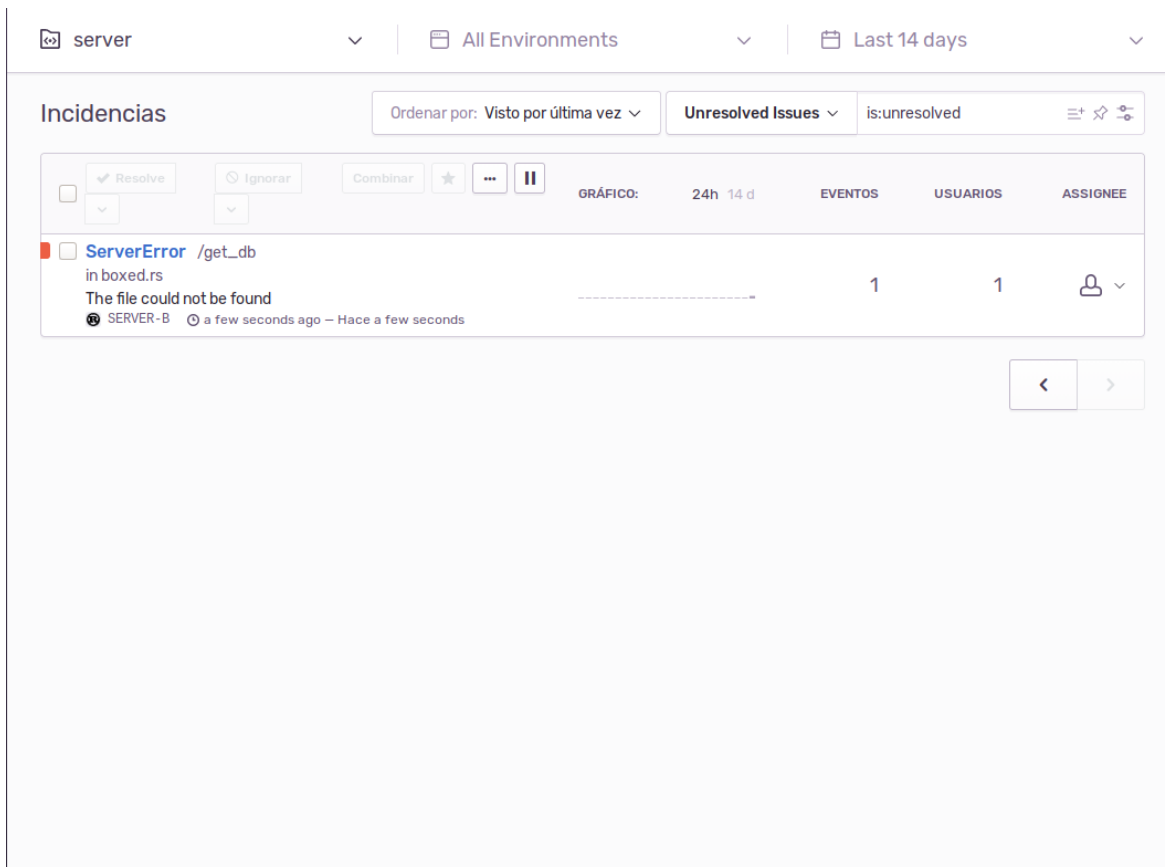 server
All Environments
Last 14 days
Incidencias
Ordenar por: Visto por última vez
Unresolved Issues
is:unresolved
Resolve
Ignorar
Combinar
GRÁFICO:
24h 14 d
EVENTOS
USUARIOS
ASSIGNEE
ServerError /get_db
in boxed.rs
The file could not be found
SERVER-B a few seconds ago — Hace a few seconds
1
1